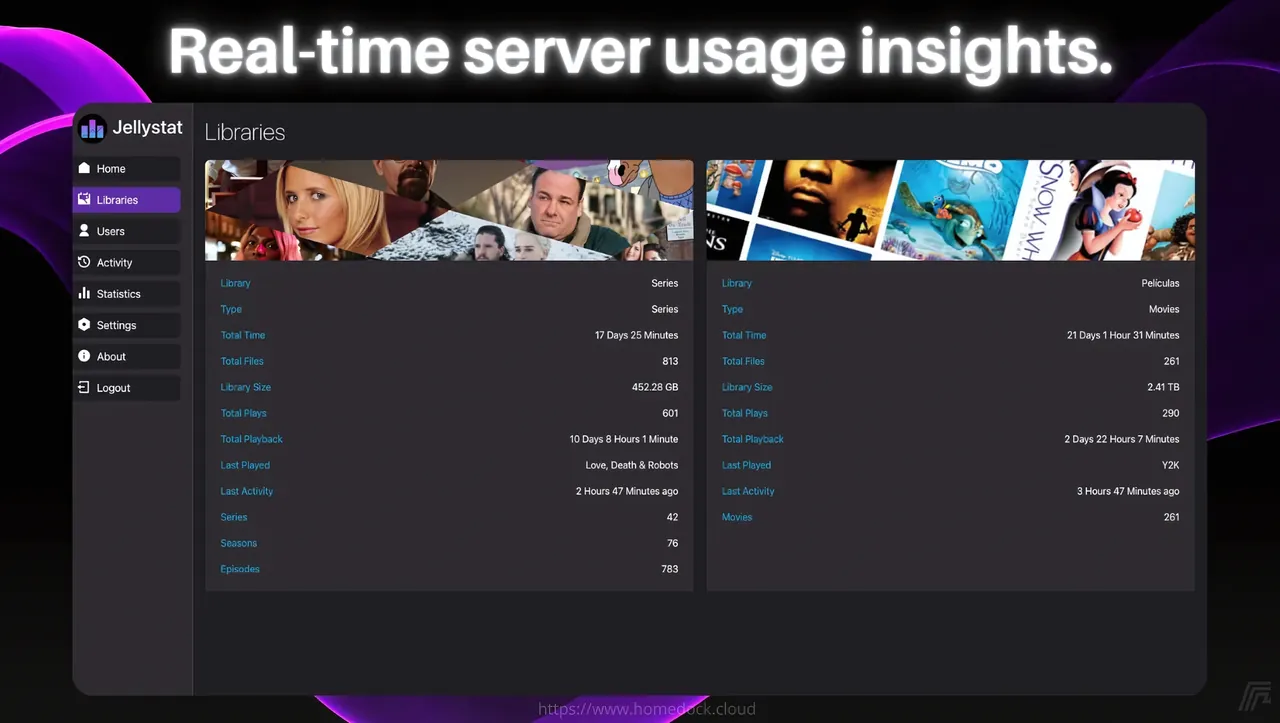 Real-time server usage insights.
Jellystat
Home
Libraries
Users
Activity
Statistics
Settings
About
Logout
Libraries
Library Series
Type Series
Total Time 17 Days 25 Minutes
Total Files 813
Library Size 452.28 GB
Total Plays 601
Total Playback 10 Days 8 Hours 1 Minute
Last Played Love, Death & Robots
Last Activity 2 Hours 47 Minutes ago
Series 42
Seasons 76
Episodes 783
SNOW WH
Library Películas
Type Movies
Total Time 21 Days 1 Hour 31 Minutes
Total Files 261
Library Size 2.41 TB
Total Plays 290
Total Playback 2 Days 22 Hours 7 Minutes
Last Played Y2K
Last Activity 3 Hours 47 Minutes ago
Movies 261
https://www.homedock.cloud